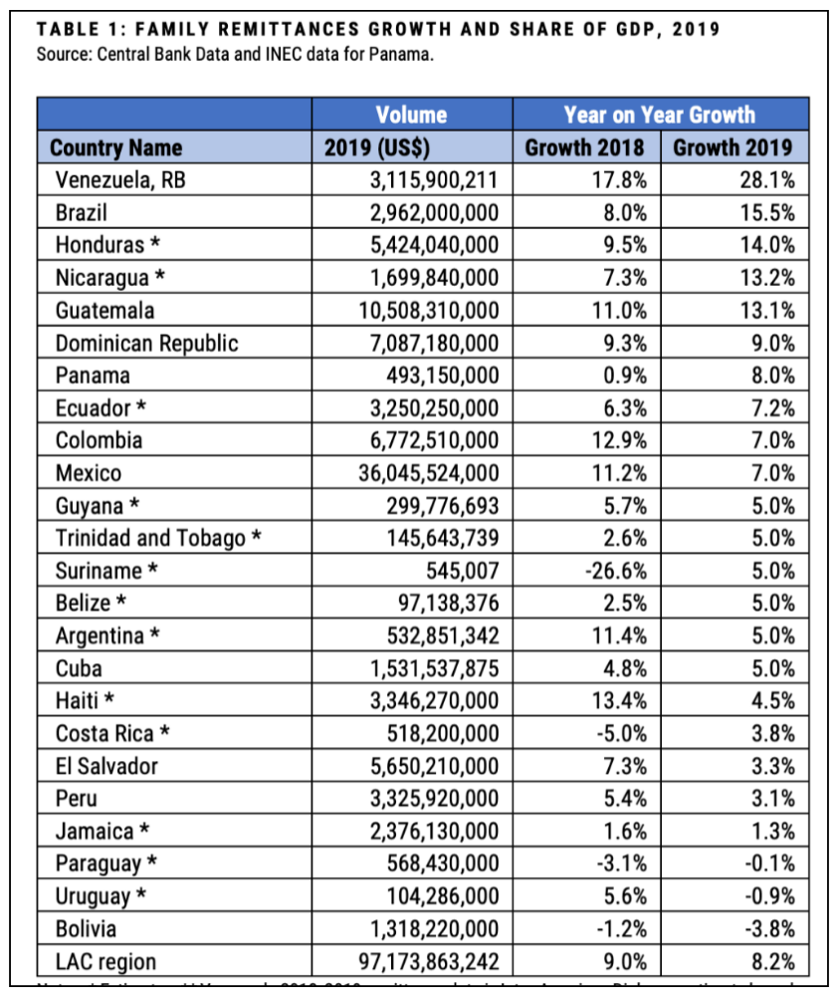 TABLE 1: FAMILY REMITTANCES GROWTH AND SHARE OF GDP, 2019
Source: Central Bank Data and INEC data for Panama.
Volume Year on Year Growth
Country Name 2019 (US$) Growth 2018 Growth 2019
Venezuela, RB 3,115,900,211 17.8% 28.1%
Brazil 2,962,000,000 8.0% 15.5%
Honduras * 5,424,040,000 9.5% 14.0%
Nicaragua * 1,699,840,000 7.3% 13.2%
Guatemala 10,508,310,000 11.0% 13.1%
Dominican Republic 7,087,180,000 9.3% 9.0%
Panama 493,150,000 0.9% 8.0%
Ecuador * 3,250,250,000 6.3% 7.2%
Colombia 6,772,510,000 12.9% 7.0%
Mexico 36,045,524,000 11.2% 7.0%
Guyana * 299,776,693 5.7% 5.0%
Trinidad and Tobago * 145,643,739 2.6% 5.0%
Suriname * 545,007 -26.6% 5.0%
Belize * 97,138,376 2.5% 5.0%
Argentina * 532,851,342 11.4% 5.0%
Cuba 1,531,537,875 4.8% 5.0%
Haiti * 3,346,270,000 13.4% 4.5%
Costa Rica * 518,200,000 -5.0% 3.8%
El Salvador 5,650,210,000 7.3% 3.3%
Peru 3,325,920,000 5.4% 3.1%
Jamaica * 2,376,130,000 1.6% 1.3%
Paraguay * 568,430,000 -3.1% -0.1%
Uruguay * 104,286,000 5.6% -0.9%
Bolivia 1,318,220,000 -1.2% -3.8%
LAC region 97,173,863,242 9.0% 8.2%